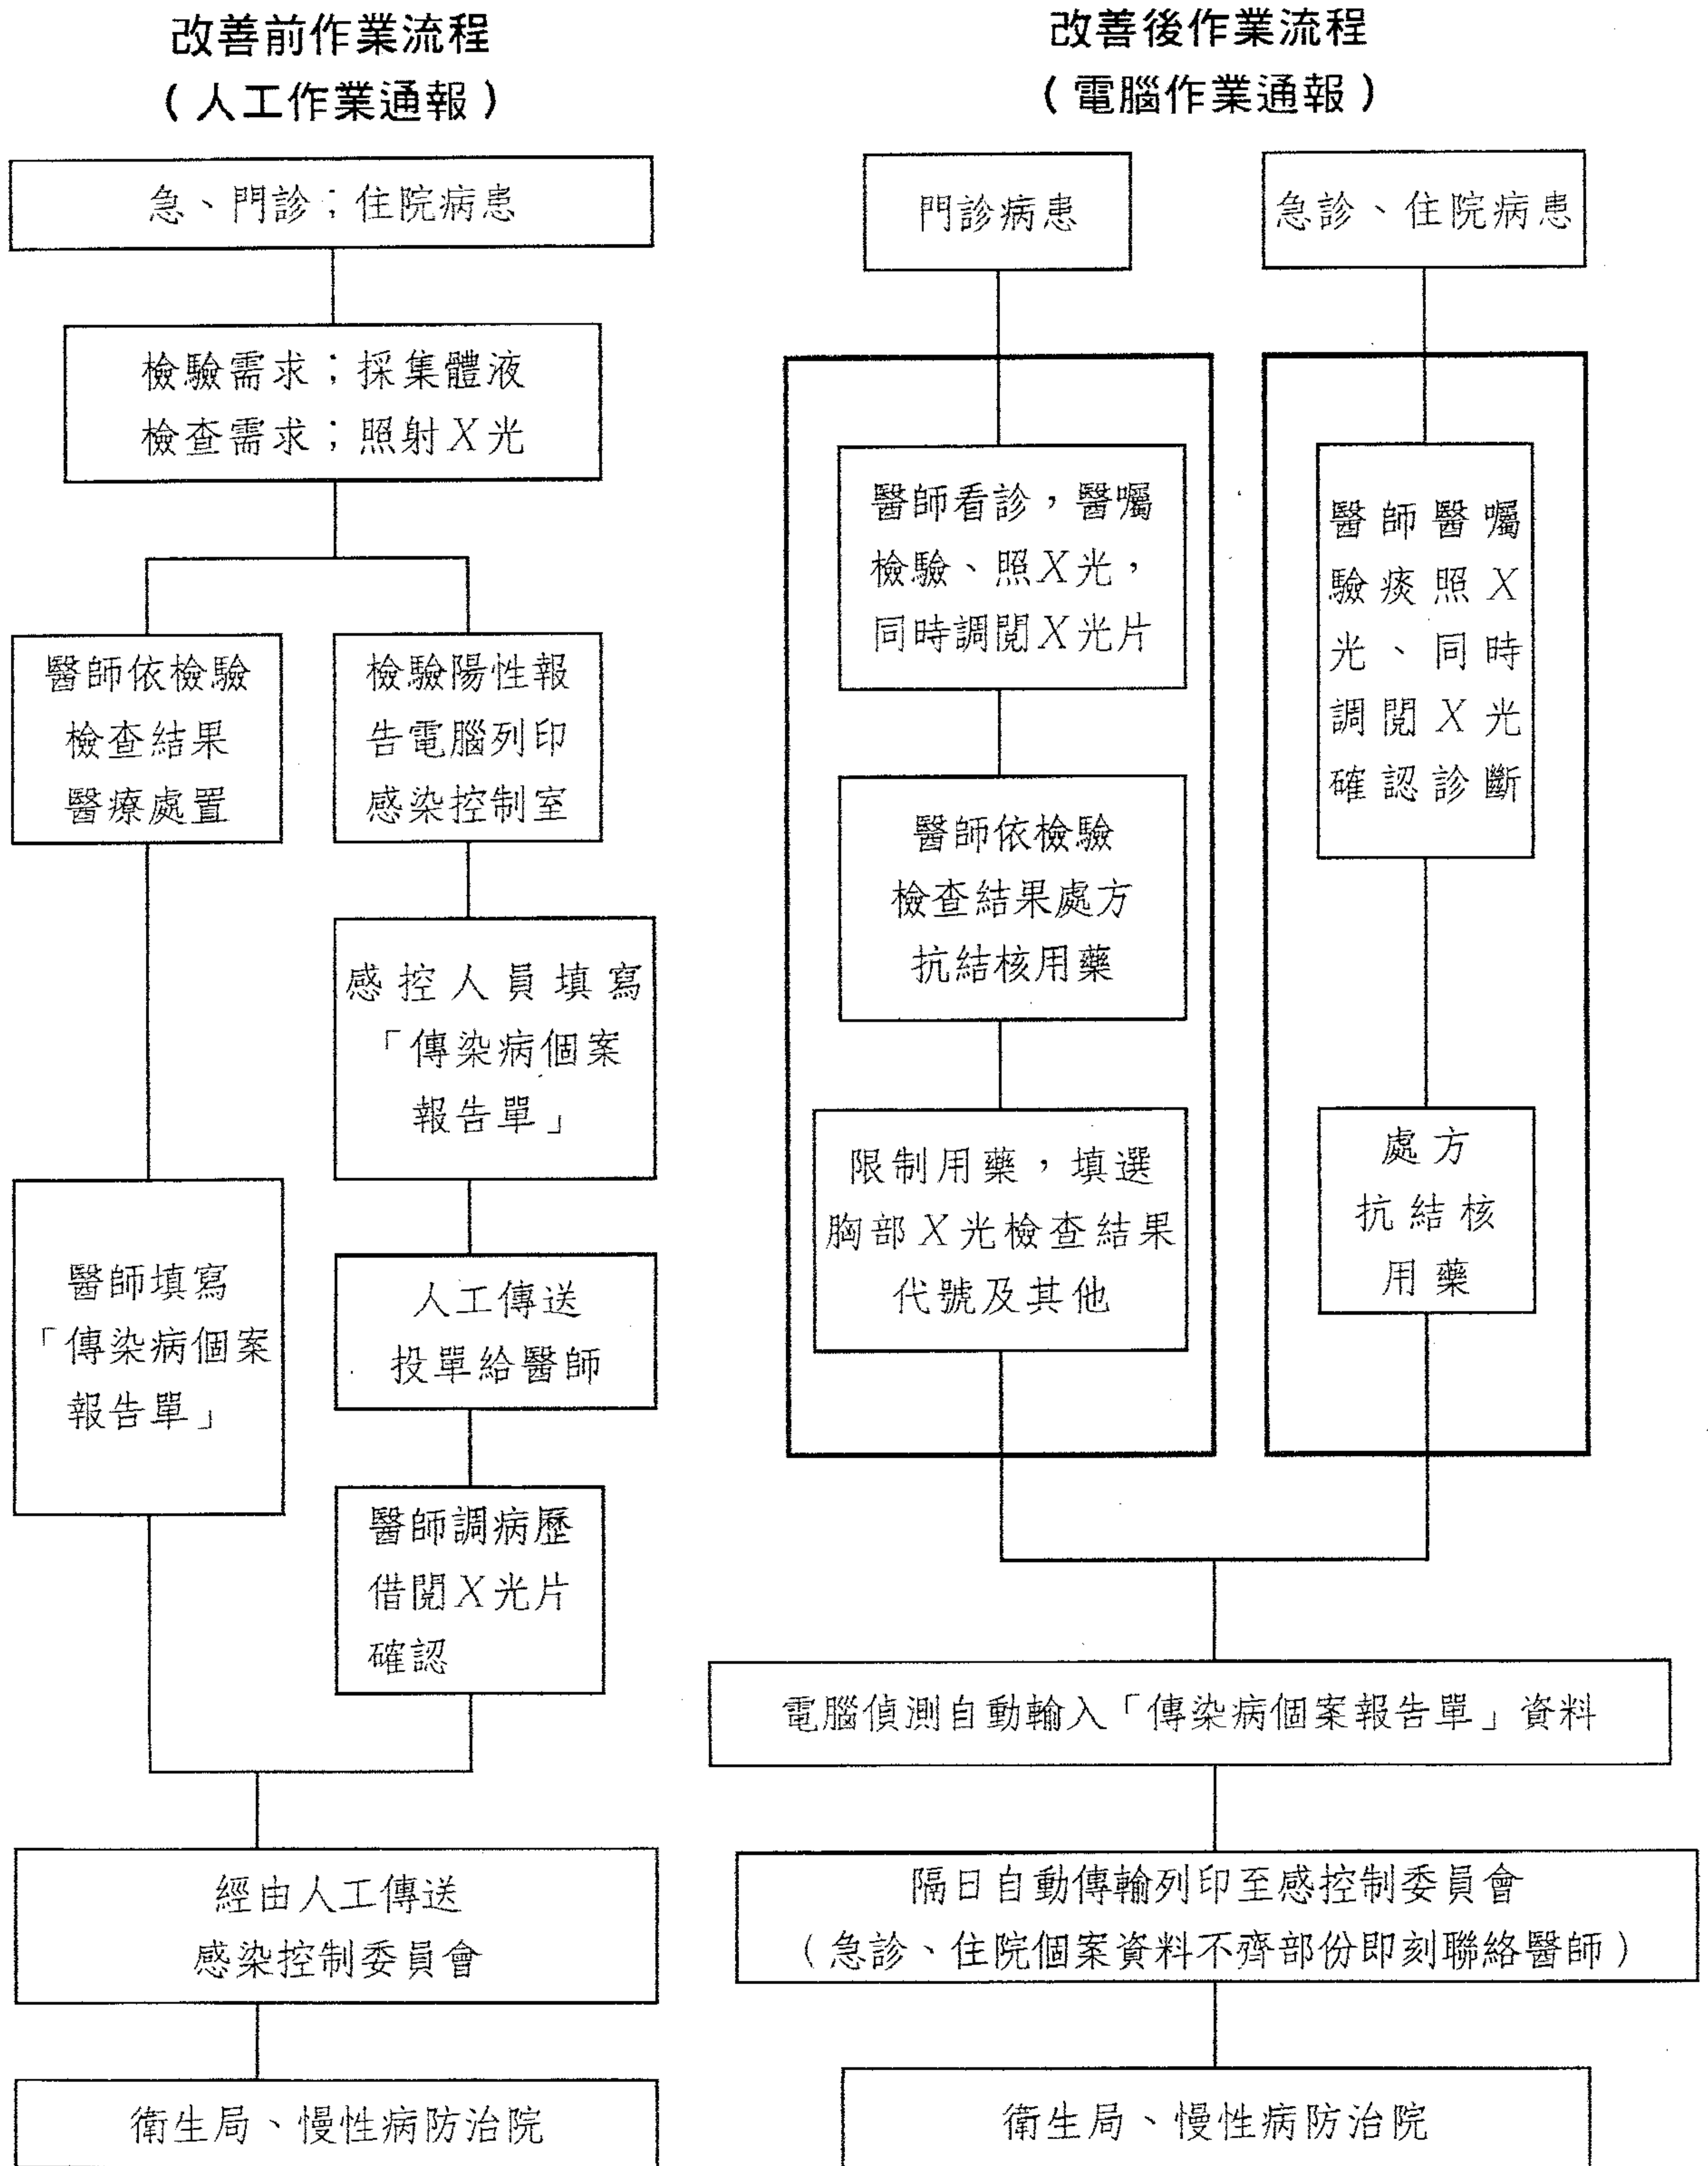 改善前作業流程
（人工作業通報）
急、門診；住院病患
檢驗需求；採集體液
檢查需求；照射X光
醫師依檢驗
檢查結果
醫療處置
檢驗陽性報
告電腦列印
感染控制室
感控人員填寫
「傳染病個案
報告單」
醫師填寫
「傳染病個案
報告單」
人工傳送
投單給醫師
醫師調病歷
借閱X光片
確認
經由人工傳送
感染控制委員會
衛生局、慢性病防治院
改善後作業流程
（電腦作業通報）
門診病患
急診、住院病患
醫師看診，醫囑
檢驗、照X光，
同時調閱X光片
醫師依檢驗
檢查結果處方
抗結核用藥
限制用藥，填選
胸部X光檢查結果
代號及其他
醫師醫囑
驗痰照X
光、同時
調閱X光
確認診斷
處方
抗結核
用藥
電腦偵測自動輸入「傳染病個案報告單」資料
隔日自動傳輸列印至感控制委員會
（急診、住院個案資料不齊部份即刻聯絡醫師）
衛生局、慢性病防治院